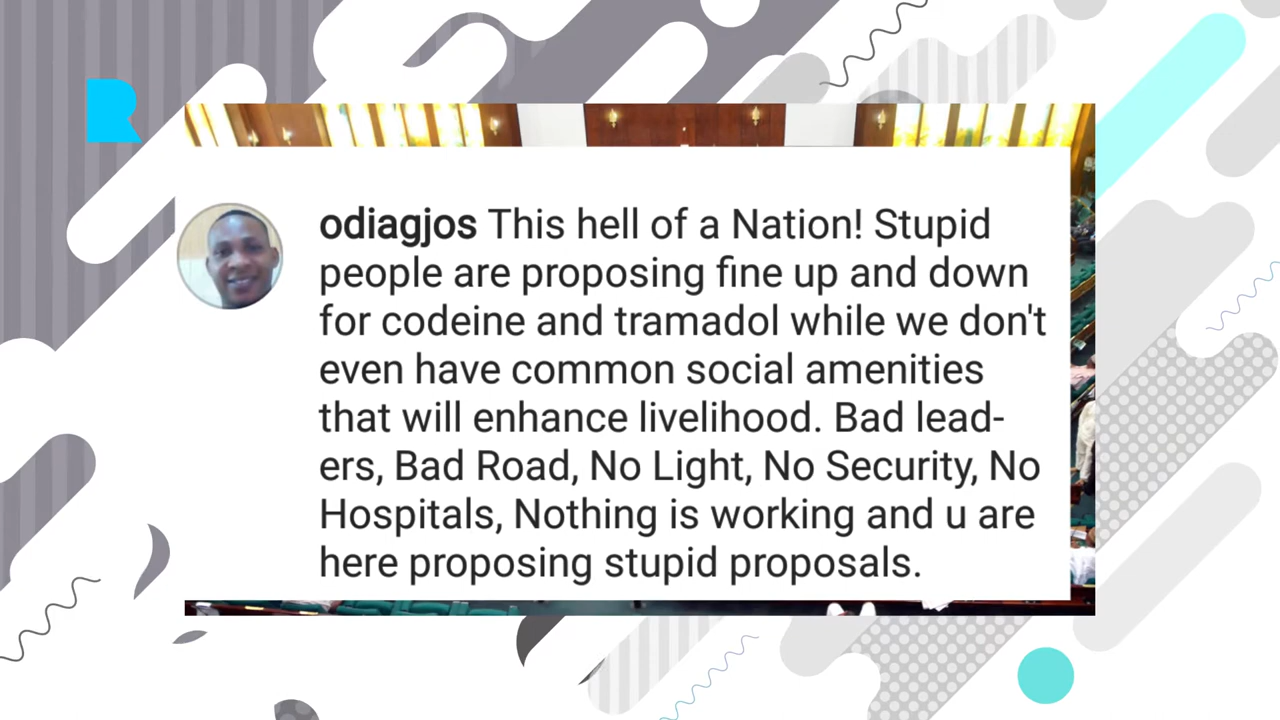 R
odiagjos This hell of a Nation! Stupid
people are proposing fine up and down
for codeine and tramadol while we don't
even have common social amenities
that will enhance livelihood. Bad lead-
ers, Bad Road, No Light, No Security, No
Hospitals, Nothing is working and u are
here proposing stupid proposals.